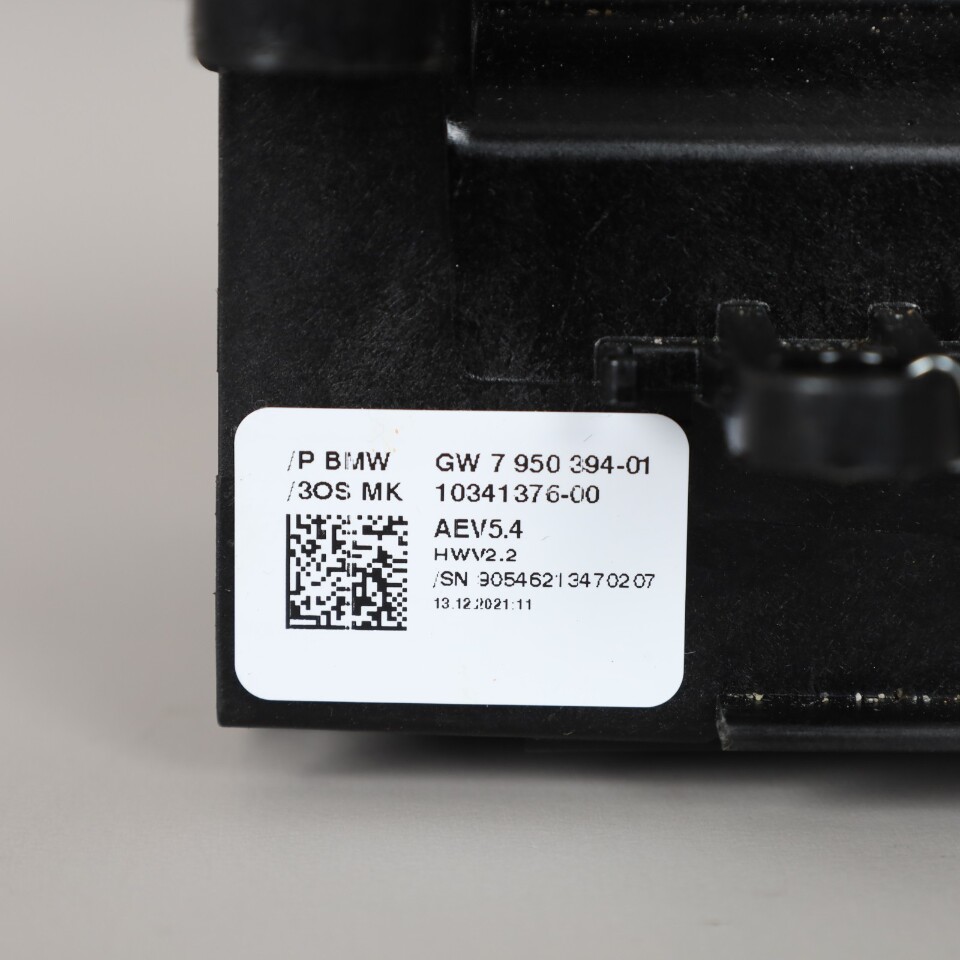 /P BMW GW 7 950 394-01
/3OS MK 10341376-00
AEV5.4
HWV2.2
/SN 90546213470207
13.12.2021:11